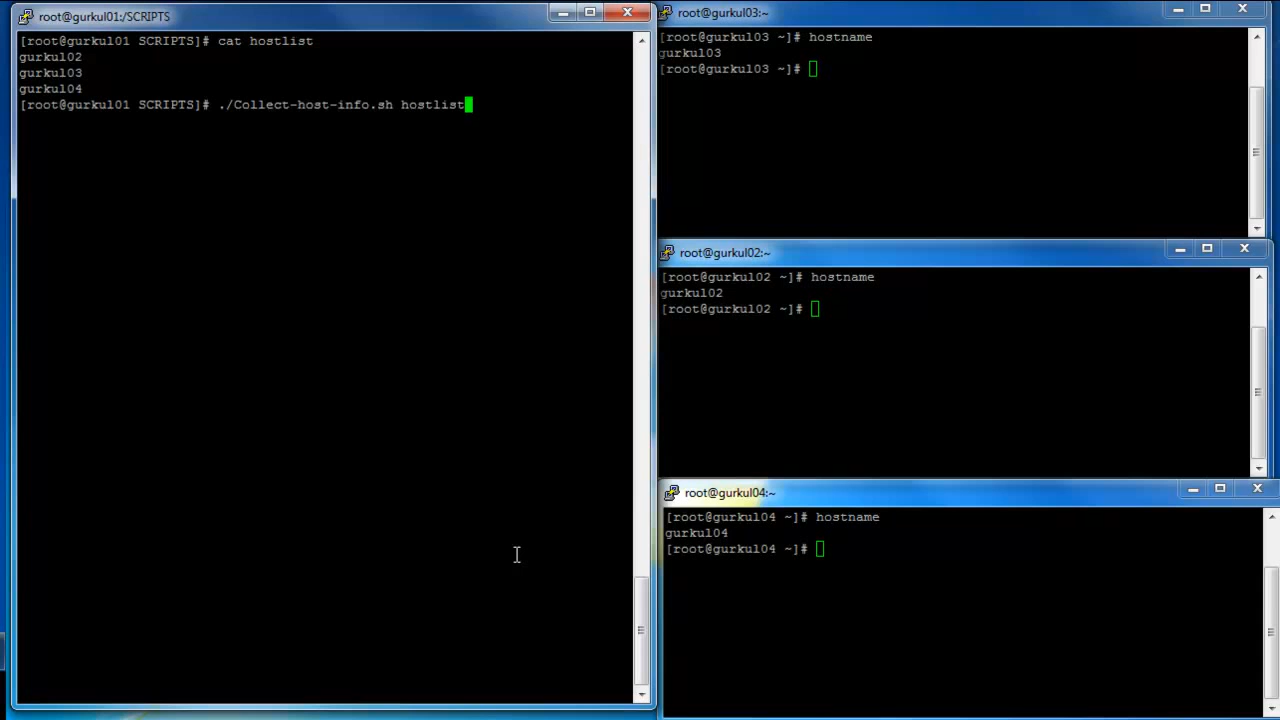 root@gurkul01:/SCRIPTS
[root@gurkul01 SCRIPTS]# cat hostlist
gurkul02
gurkul03
gurkul04
[root@gurkul01 SCRIPTS]# ./Collect-host-info.sh hostlist
root@gurkul03:~
[root@gurkul03 ~]# hostname
gurkul03
[root@gurkul03 ~]#
root@gurkul02:~
[root@gurkul02 ~]# hostname
gurkul02
[root@gurkul02 ~]#
root@gurkul04:~
[root@gurkul04 ~]# hostname
gurkul04
[root@gurkul04 ~]#